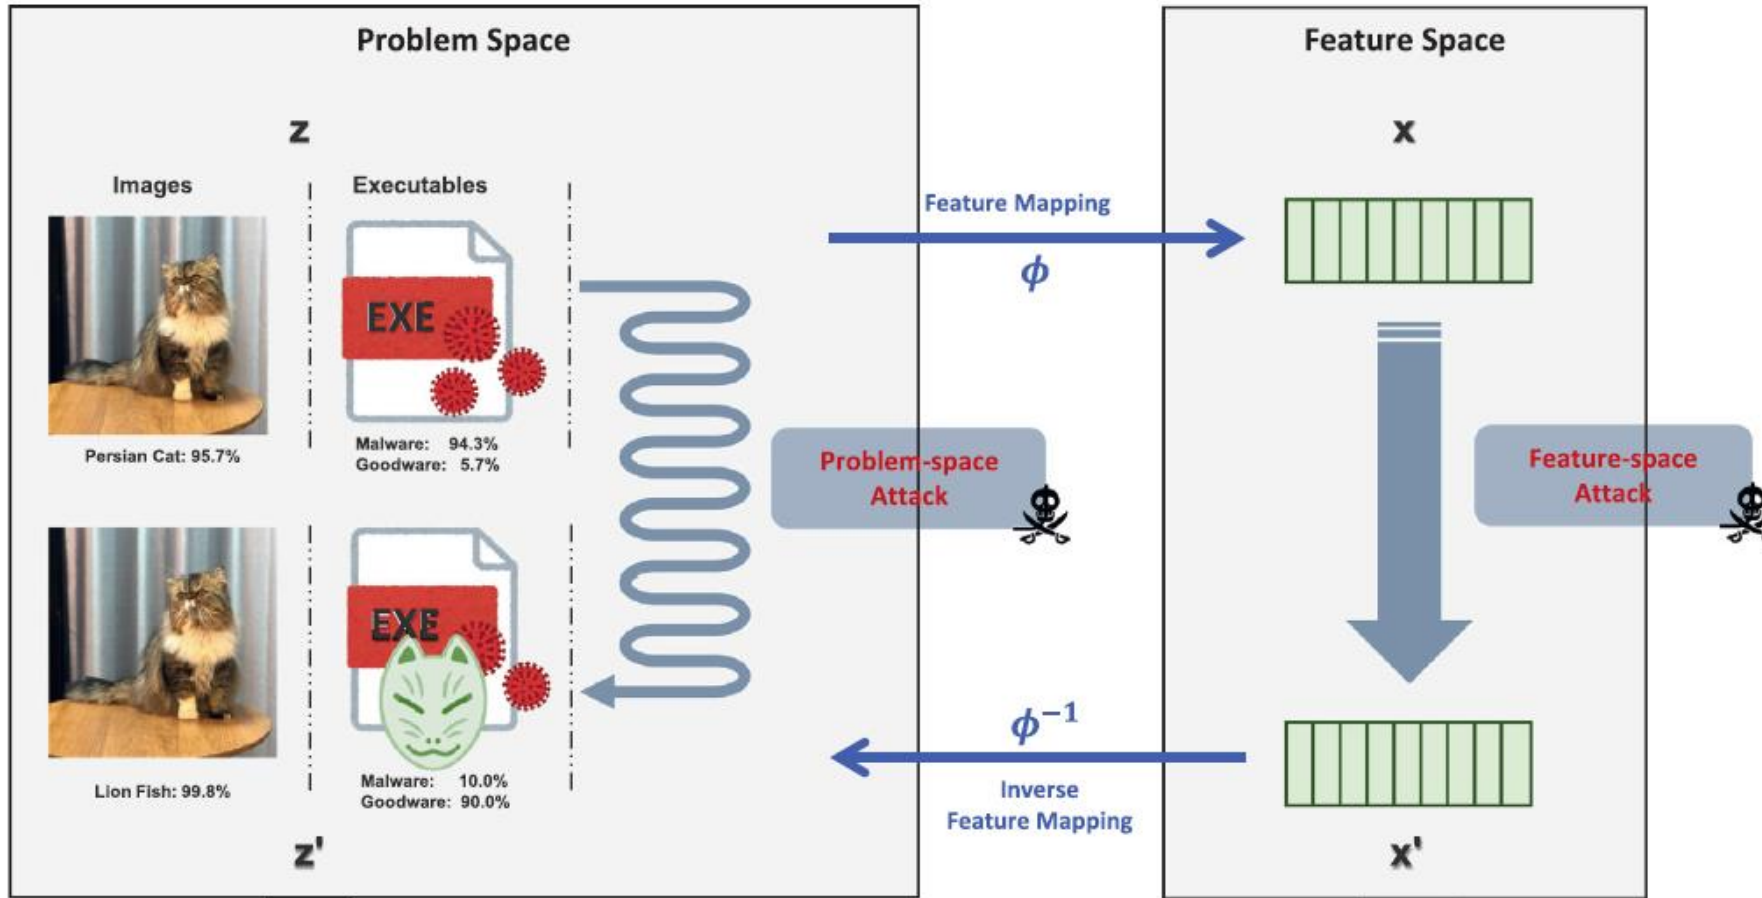 Problem Space
Feature Space
z
x
Images
Executables
EXE
Persian Cat: 95.7%
Malware: 94.3%
Goodware: 5.7%
Feature Mapping
ϕ
Problem-space
Attack
Feature-space
Attack
EXE
Lion Fish: 99.8%
Malware: 10.0%
Goodware: 90.0%
ϕ⁻¹
Inverse
Feature Mapping
z'
x'